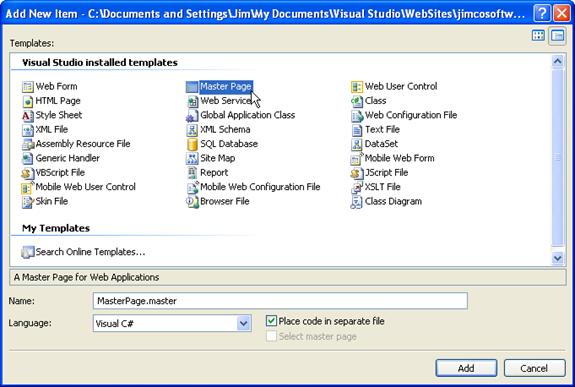 Add New Item - C:\Documents and Settings\Jim\My Documents\Visual Studio\WebSites\jimcosoftw...
Templates:
Visual Studio installed templates
Web Form
Master Page
Web User Control
HTML Page
Web Service
Class
Style Sheet
Global Application Class
Web Configuration File
XML File
XML Schema
Text File
Assembly Resource File
SQL Database
DataSet
Generic Handler
Site Map
Mobile Web Form
VBScript File
Report
JScript File
Mobile Web User Control
Mobile Web Configuration File
XSLT File
Skin File
Browser File
Class Diagram
My Templates
Search Online Templates...
A Master Page for Web Applications
Name:
MasterPage.master
Language:
Visual C#
Place code in separate file
Select master page
Add
Cancel